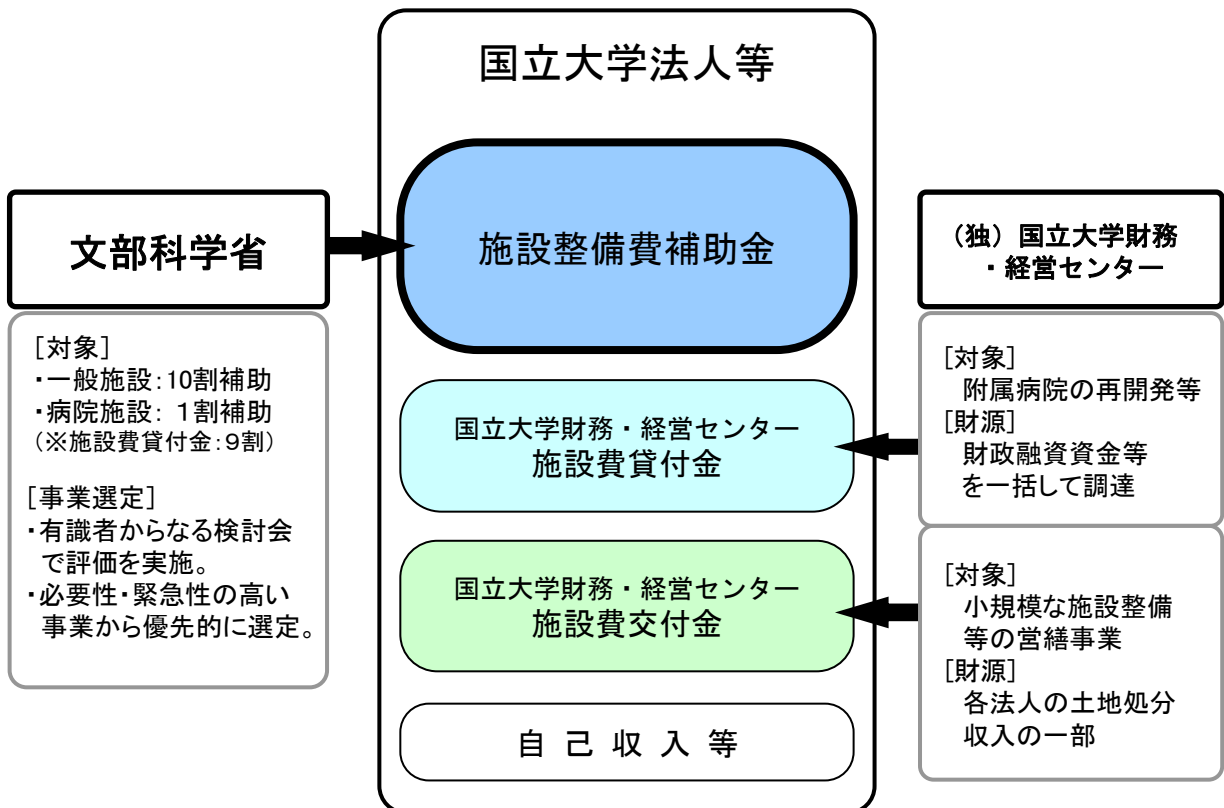 国立大学法人等
文部科学省
[対象]
・一般施設：10割補助
・病院施設： 1割補助
（※施設費貸付金：9割）
[事業選定]
・有識者からなる検討会
で評価を実施。
・必要性・緊急性の高い
事業から優先的に選定。
施設整備費補助金
国立大学財務・経営センター
施設費貸付金
国立大学財務・経営センター
施設費交付金
自 己 収 入 等
（独）国立大学財務
・経営センター
[対象]
附属病院の再開発等
[財源]
財政融資資金等
を一括して調達
[対象]
小規模な施設整備
等の営繕事業
[財源]
各法人の土地処分
収入の一部